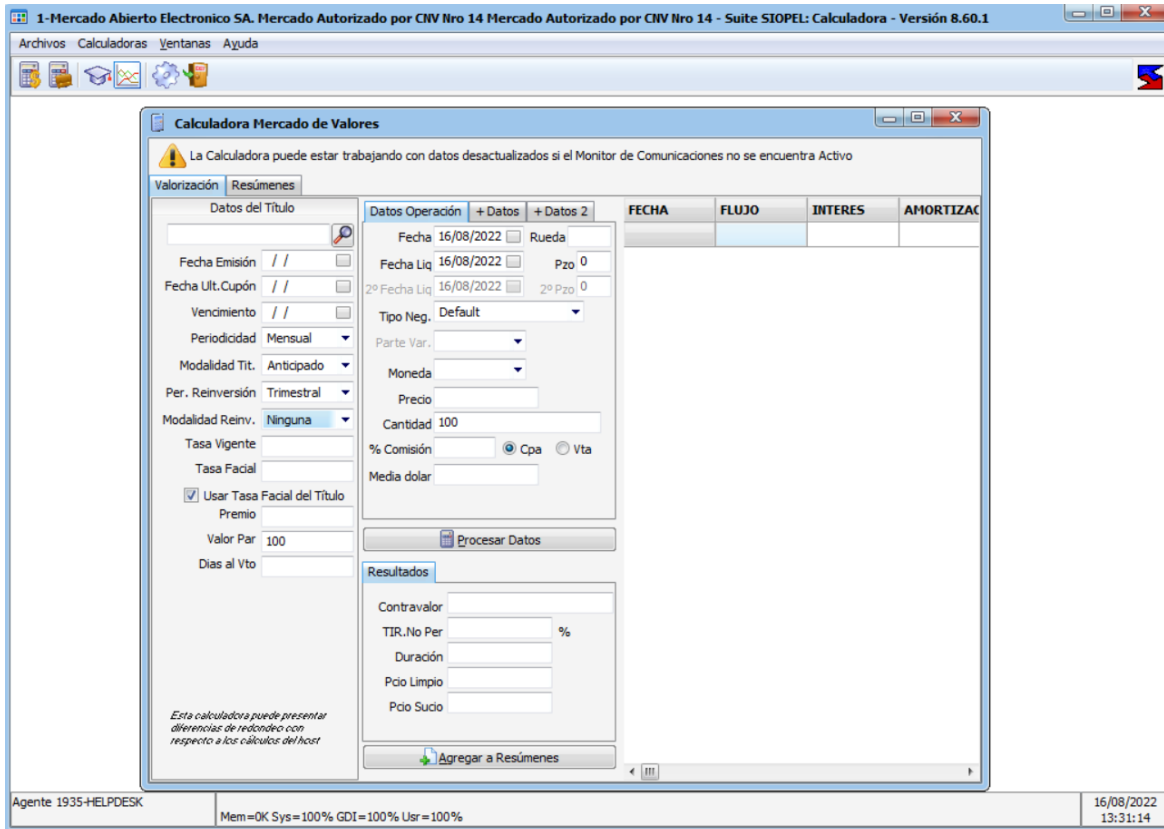 1-Mercado Abierto Electronico SA. Mercado Autorizado por CNV Nro 14 Mercado Autorizado por CNV Nro 14 - Suite SIOPEL: Calculadora - Versión 8.60.1
Archivos Calculadoras Ventanas Ayuda
Calculadora Mercado de Valores
La Calculadora puede estar trabajando con datos desactualizados si el Monitor de Comunicaciones no se encuentra Activo
Valorización Resúmenes
Datos del Título
Fecha Emisión / /
Fecha Ult.Cupón / /
Vencimiento / /
Periodicidad Mensual
Modalidad Tit. Anticipado
Per. Reinversión Trimestral
Modalidad Reinv. Ninguna
Tasa Vigente
Tasa Facial
Usar Tasa Facial del Título
Premio
Valor Par 100
Dias al Vto
Esta calculadora puede presentar
diferencias de redondeo con
respecto a los cálculos del host
Datos Operación +Datos +Datos 2
Fecha 16/08/2022 Rueda
Fecha Liq 16/08/2022 Pzo 0
2º Fecha Liq 16/08/2022 2º Pzo 0
Tipo Neg. Default
Parte Var.
Moneda
Precio
Cantidad 100
% Comisión Cpa Vta
Media dolar
Procesar Datos
Resultados
Contravalor
TIR.No Per %
Duración
Pcio Limpio
Pcio Sucio
Agregar a Resúmenes
FECHA FLUJO INTERES AMORTIZAC
Agente 1935-HELPDESK
Mem=0K Sys=100% GDI=100% Usr=100%
16/08/2022
13:31:14